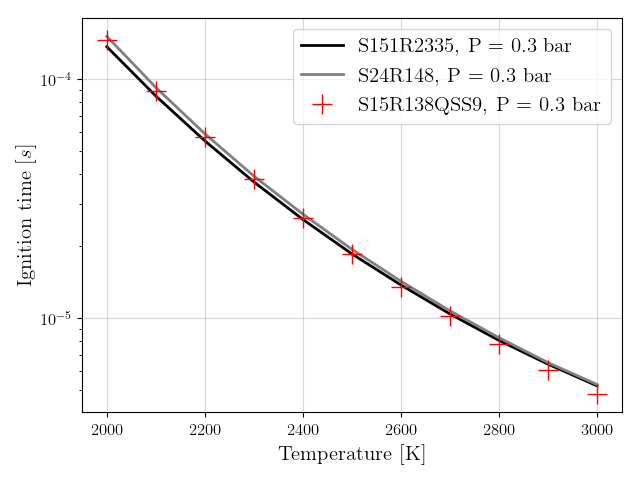 S151R2335, P = 0.3 bar
S24R148, P = 0.3 bar
S15R138QSS9, P = 0.3 bar
Ignition time [s]
10⁻⁴
10⁻⁵
2000 2200 2400 2600 2800 3000
Temperature [K]